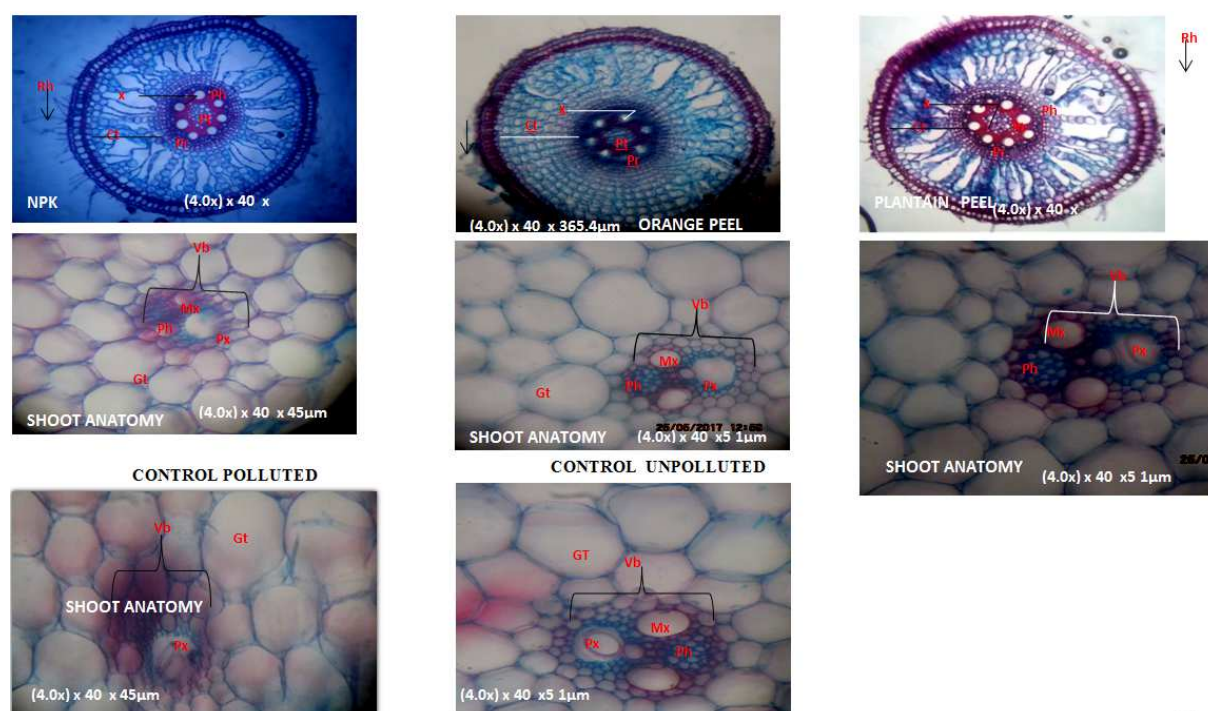 Rh
X
Ph
Pt
Ct
Pi
NPK
(4.0x) x 40 x
X
Ct
Pt
Pr
(4.0x) x 40 x 365.4µm
ORANGE PEEL
Rh
x
Ph
Pi
PLANTAIN PEEL
(4.0x) x 40 x
Vb
Mx
Ph
Px
Gt
(4.0x) x 40 x 45µm
SHOOT ANATOMY
Vb
Mx
Ph
Px
Gt
25/06/2017
SHOOT ANATOMY
(4.0x) x 40 x5 1µm
Vb
Mx
Px
Ph
SHOOT ANATOMY
(4.0x) x 40 x5 1µm
CONTROL POLLUTED
Vb
Gt
SHOOT ANATOMY
Px
(4.0x) x 40 x 45µm
CONTROL UNPOLLUTED
GT
Vb
Mx
Px
Ph
(4.0x) x 40 x5 1µm